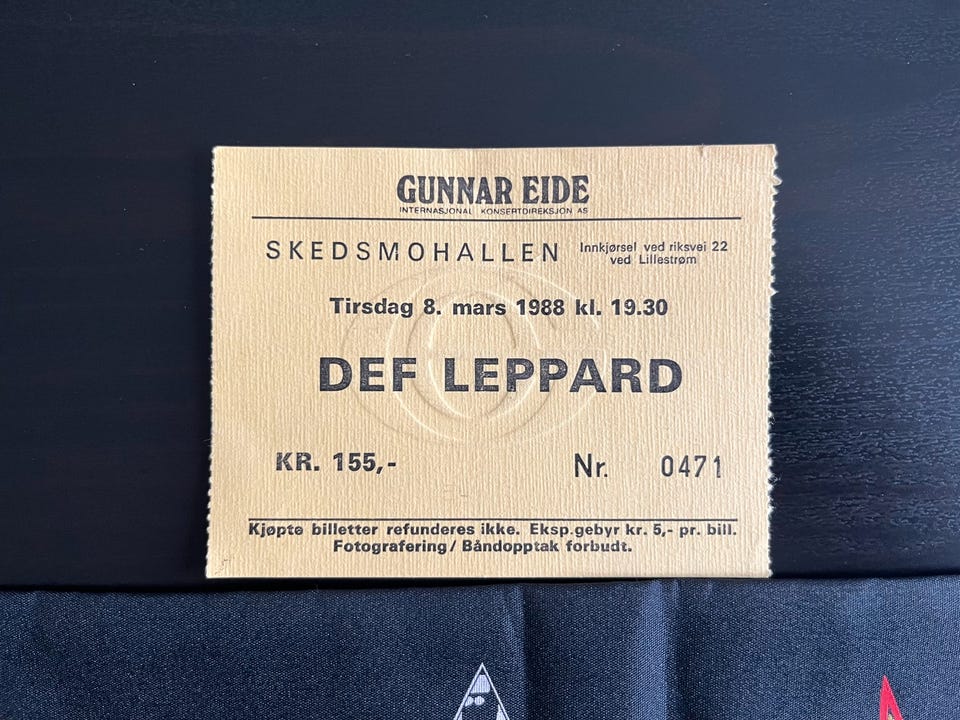 GUNNAR EIDE
INTERNASJONAL KONSERTDIREKSJON AS
SKEDSMOHALLEN
Innkjørsel ved riksvei 22
ved Lillestrøm
Tirsdag 8. mars 1988 kl. 19.30
DEF LEPPARD
KR. 155,-
Nr. 0471
Kjøpte billetter refunderes ikke. Eksp.gebyr kr. 5,- pr. bill.
Fotografering/Båndopptak forbudt.